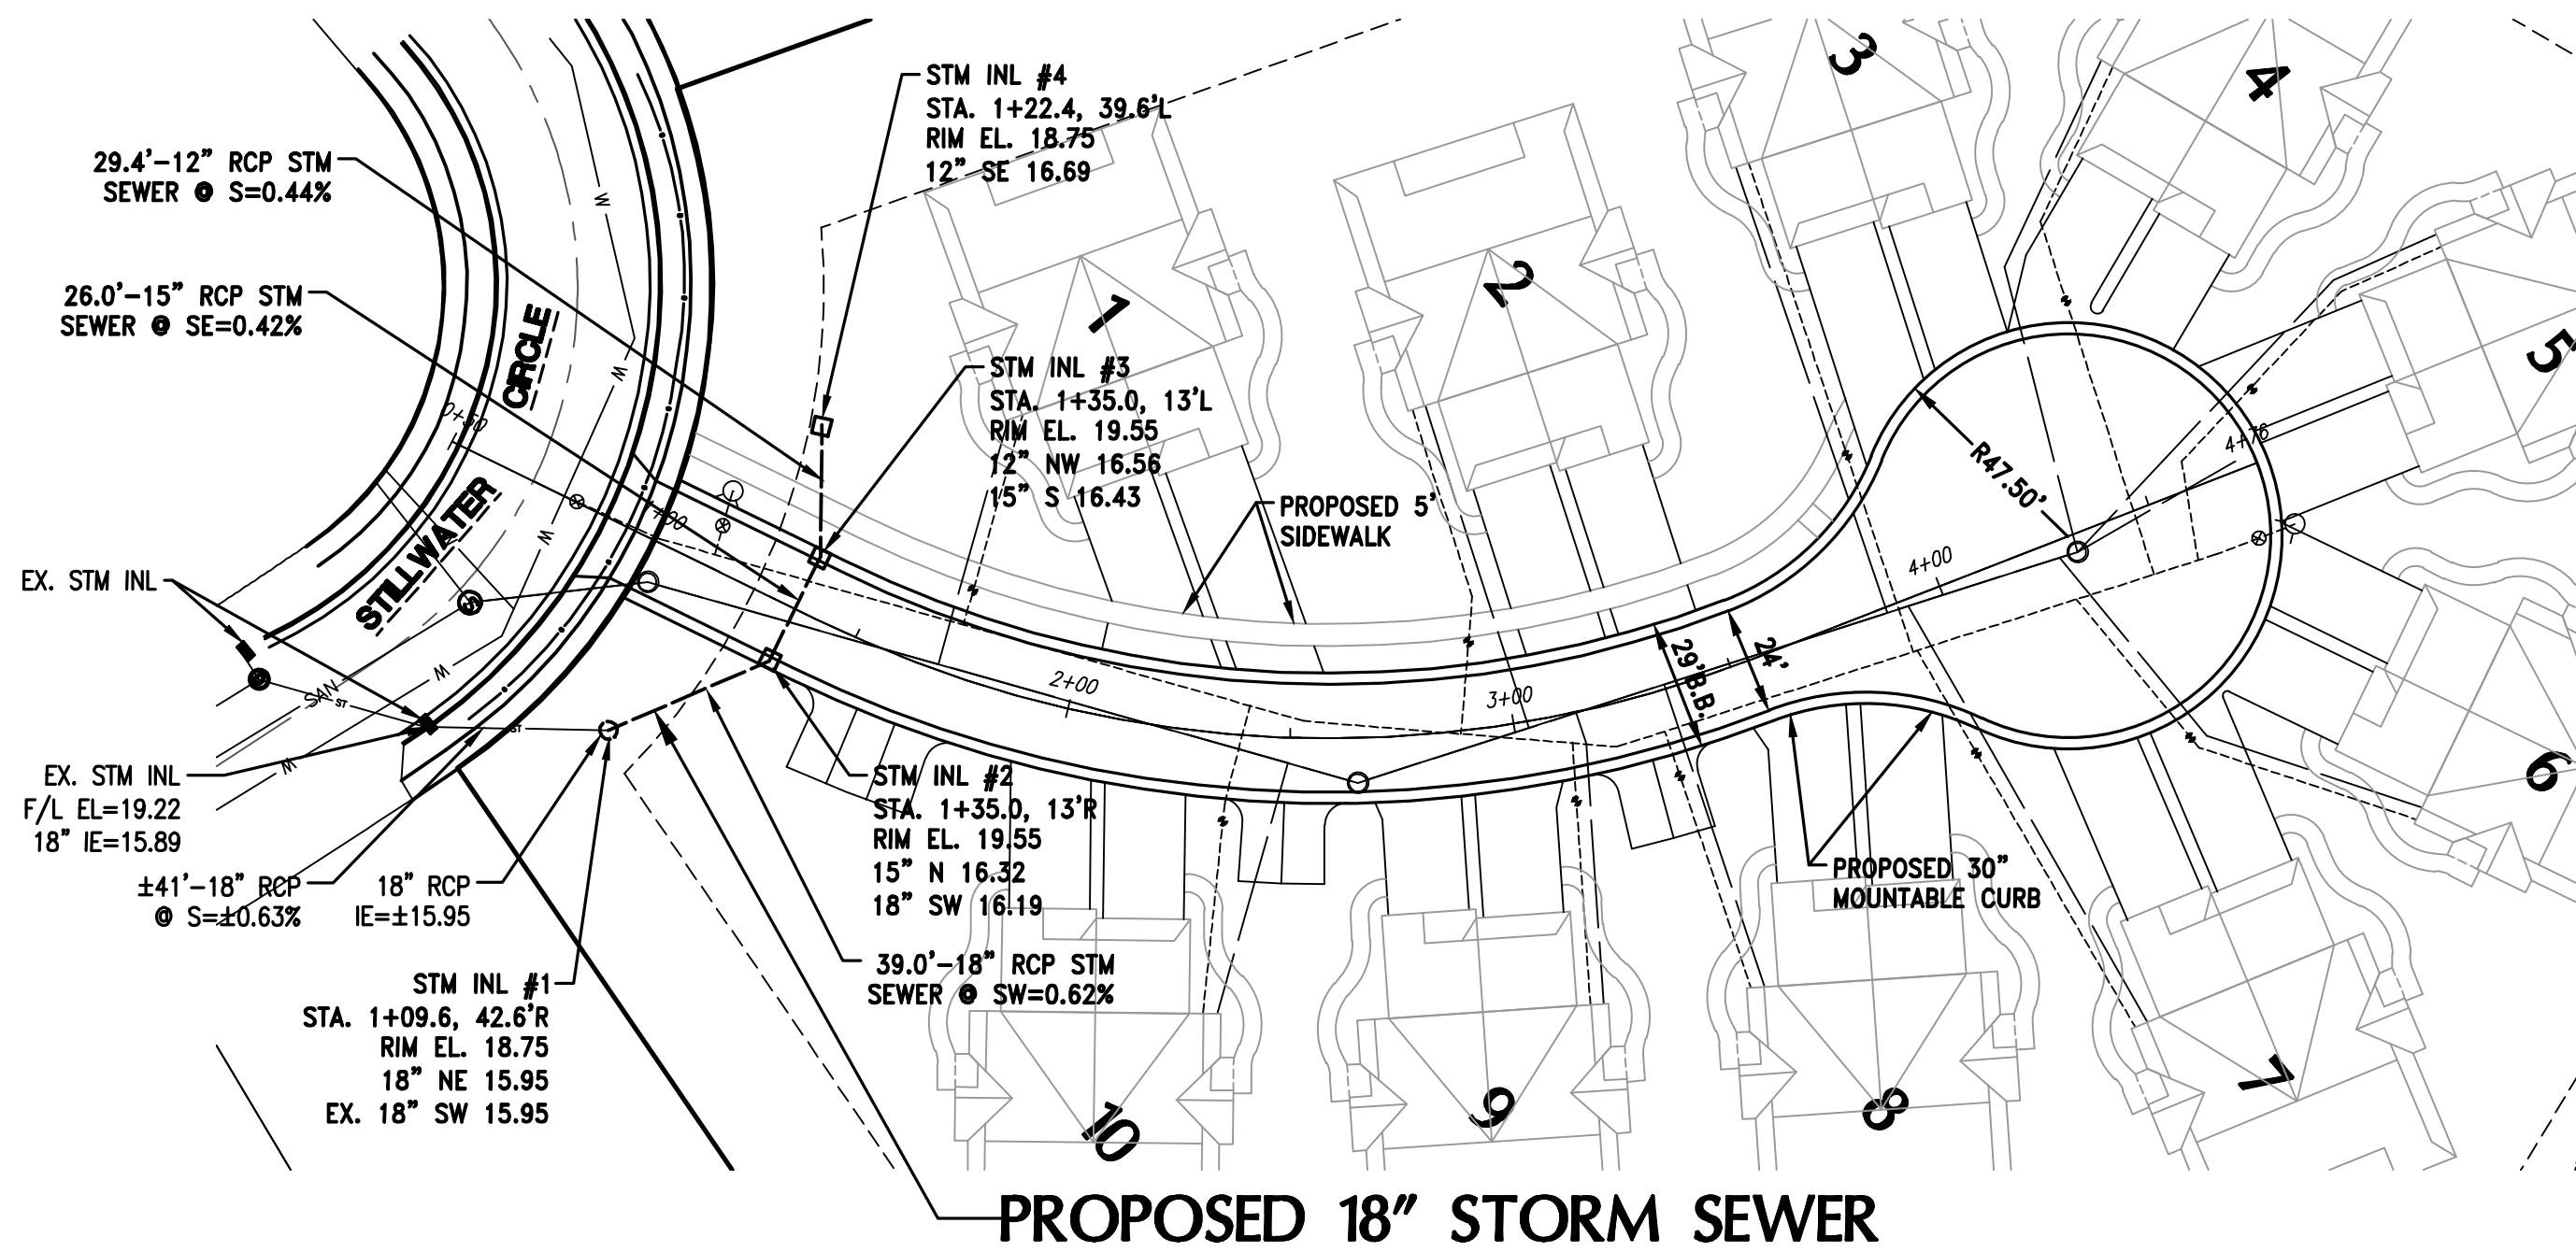 STM INL #4
STA. 1+22.4, 39.6'L
RIM EL. 18.75
12" SE 16.69
29.4'-12" RCP STM
SEWER @ S=0.44%
26.0'-15" RCP STM
SEWER @ SE=0.42%
STM INL #3
STA. 1+35.0, 13'L
RIM EL. 19.55
12" NW 16.56
15" S 16.43
PROPOSED 5'
SIDEWALK
CIRCLE
STILLWATER
0+50
W
W
W
W
W
S
SAN
ST
ST
EX. STM INL
EX. STM INL
F/L EL=19.22
18" IE=15.89
±41'-18" RCP
@ S=±0.63%
18" RCP
IE=±15.95
STM INL #1
STA. 1+09.6, 42.6'R
RIM EL. 18.75
18" NE 15.95
EX. 18" SW 15.95
STM INL #2
STA. 1+35.0, 13'R
RIM EL. 19.55
15" N 16.32
18" SW 16.19
39.0'-18" RCP STM
SEWER @ SW=0.62%
2+00
3+00
4+00
4+76
R47.50'
29'B.B.
24'
PROPOSED 30"
MOUNTABLE CURB
1
2
3
4
5
6
7
8
9
10
PROPOSED 18" STORM SEWER